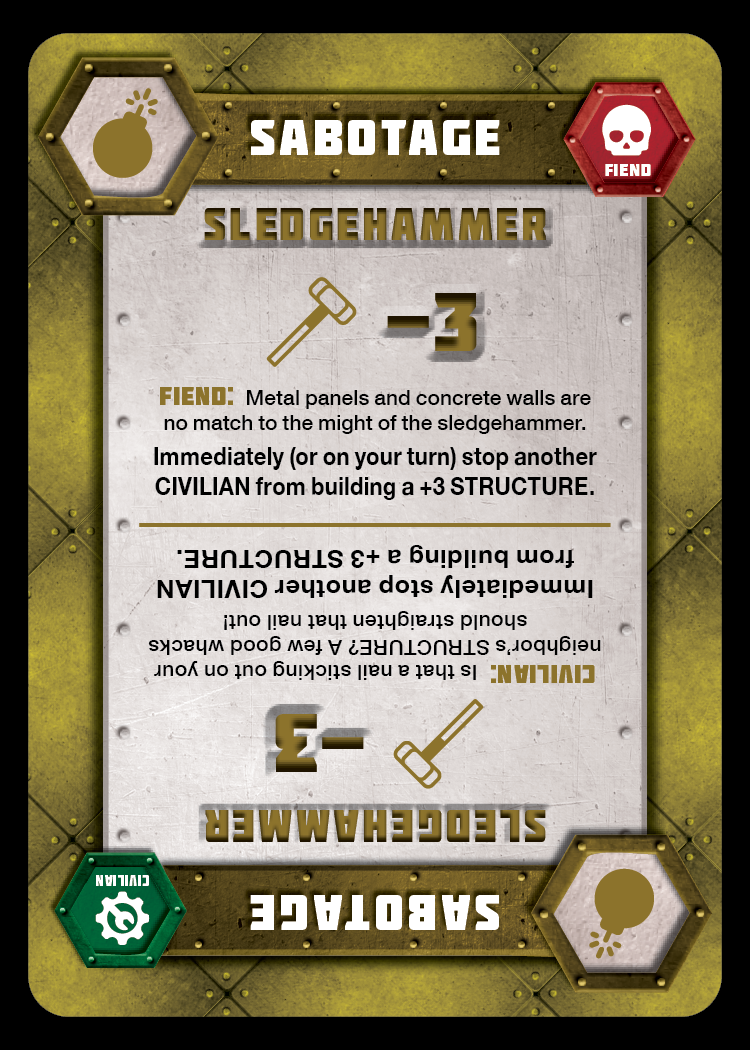 SABOTAGE
FIEND
SLEDGEHAMMER
-3
FIEND: Metal panels and concrete walls are
no match to the might of the sledgehammer.
Immediately (or on your turn) stop another
CIVILIAN from building a +3 STRUCTURE.
SABOTAGE
CIVILIAN
SLEDGEHAMMER
-3
CIVILIAN: Is that a nail sticking out on your
neighbor's STRUCTURE? A few good whacks
should straighten that nail out!
Immediately stop another CIVILIAN
from building a +3 STRUCTURE.